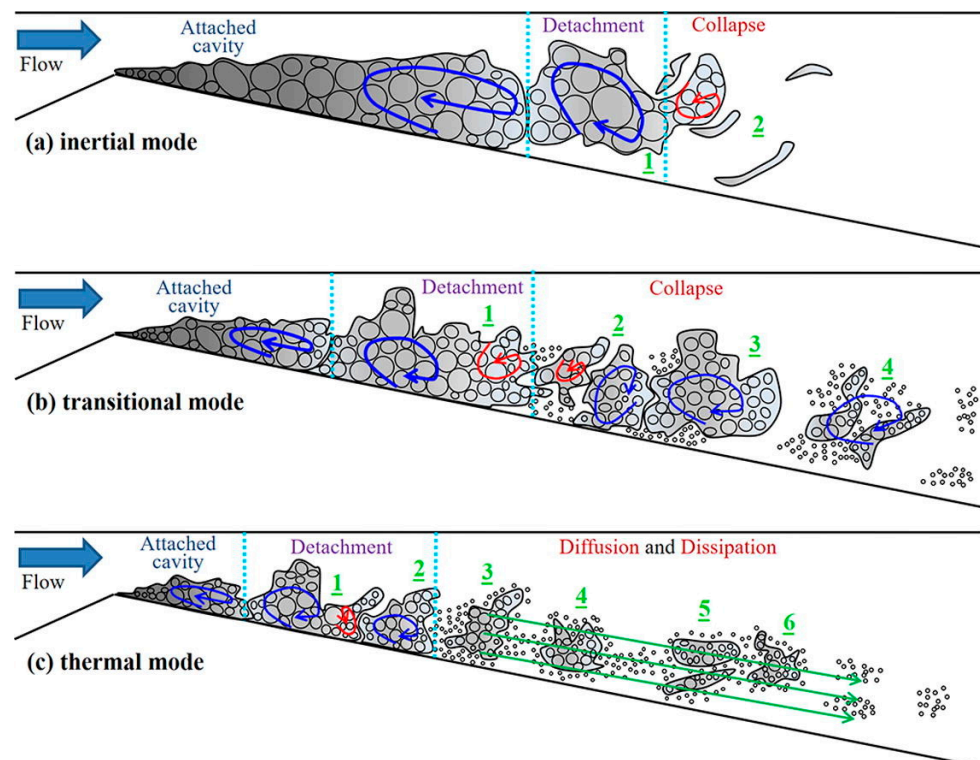 Detachment
Collapse
Attached
cavity
Flow
(a) inertial mode
1
2
Attached
cavity
Detachment
Collapse
Flow
1
2
3
4
(b) transitional mode
Attached
cavity
Detachment
Diffusion and Dissipation
Flow
1
2
3
4
5
6
(c) thermal mode